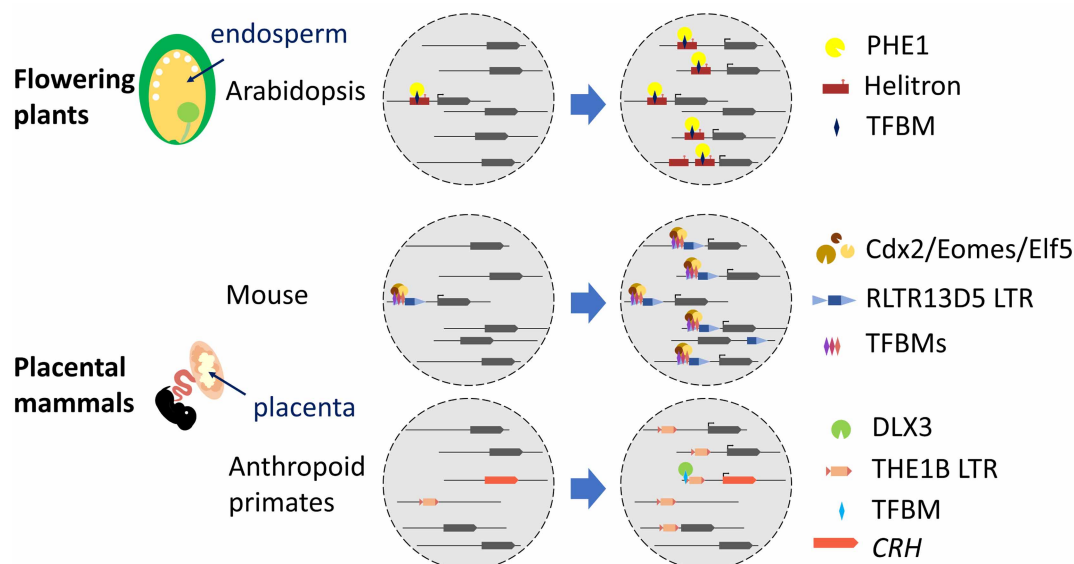 Flowering
plants
endosperm
Arabidopsis
PHE1
Helitron
TFBM
Placental
mammals
placenta
Mouse
Cdx2/Eomes/Elf5
RLTR13D5 LTR
TFBMs
Anthropoid
primates
DLX3
THE1B LTR
TFBM
CRH